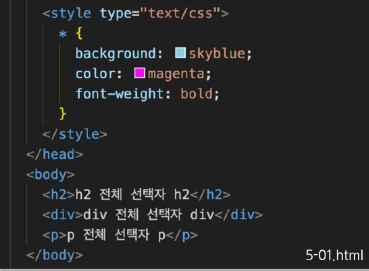 <style type="text/css">
* {
background: skyblue;
color: magenta;
font-weight: bold;
}
</style>
</head>
<body>
<h2>h2 전체 선택자 h2</h2>
<div>div 전체 선택자 div</div>
<p>p 전체 선택자 p</p>
</body>
5-01.html